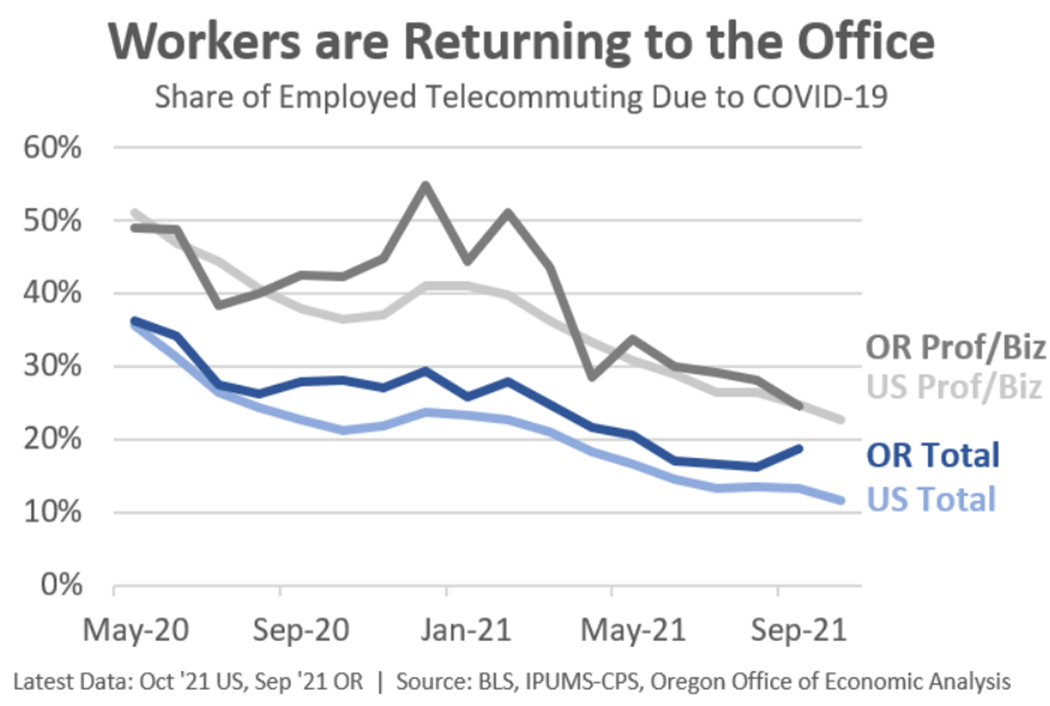 Workers are Returning to the Office
Share of Employed Telecommuting Due to COVID-19
60%
50%
40%
30%
20%
10%
0%
OR Prof/Biz
US Prof/Biz
OR Total
US Total
May-20 Sep-20 Jan-21 May-21 Sep-21
Latest Data: Oct '21 US, Sep '21 OR | Source: BLS, IPUMS-CPS, Oregon Office of Economic Analysis